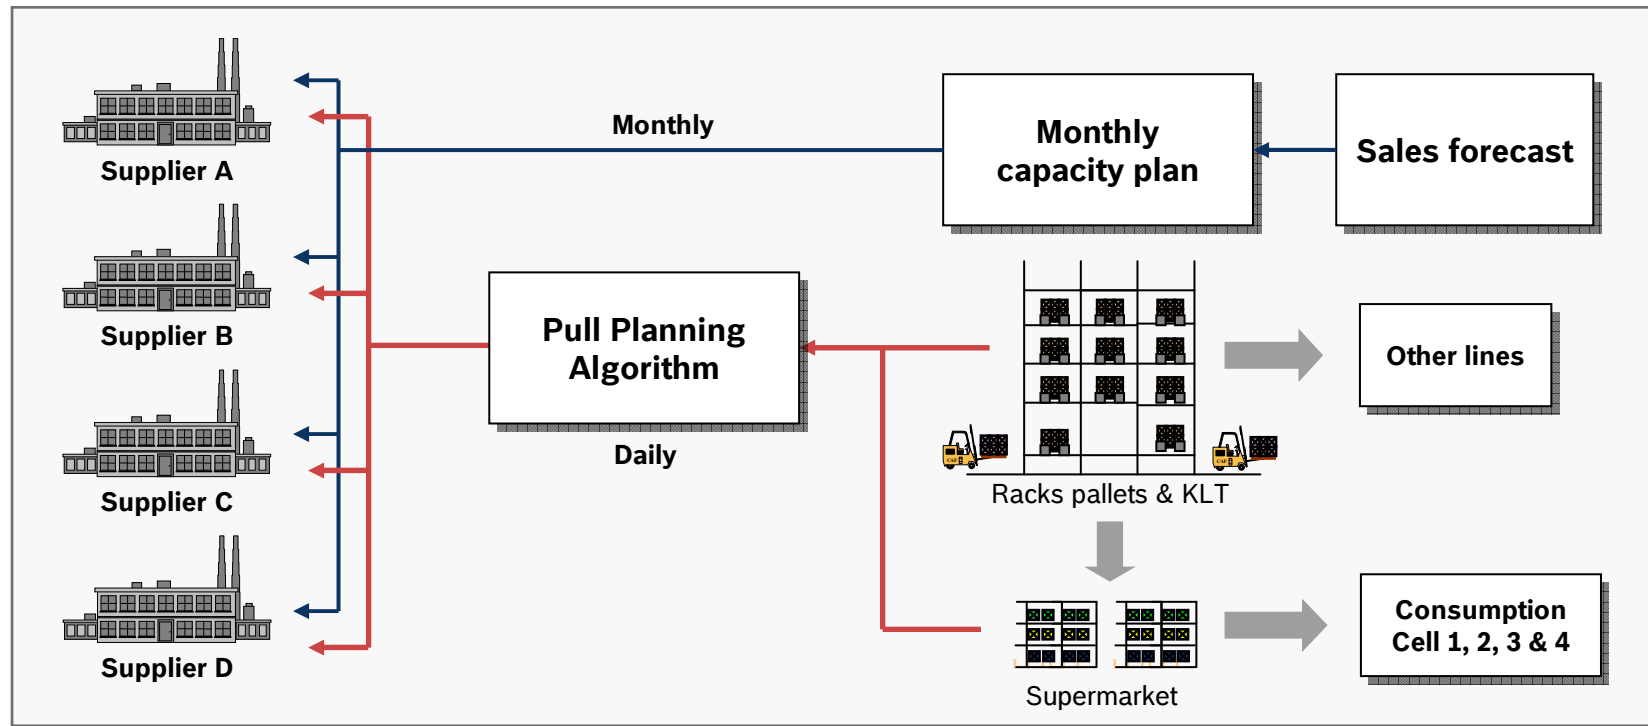 Supplier A
Supplier B
Supplier C
Supplier D
Monthly
Monthly
capacity plan
Sales forecast
Pull Planning
Algorithm
Daily
Racks pallets & KLT
Other lines
Supermarket
Consumption
Cell 1, 2, 3 & 4